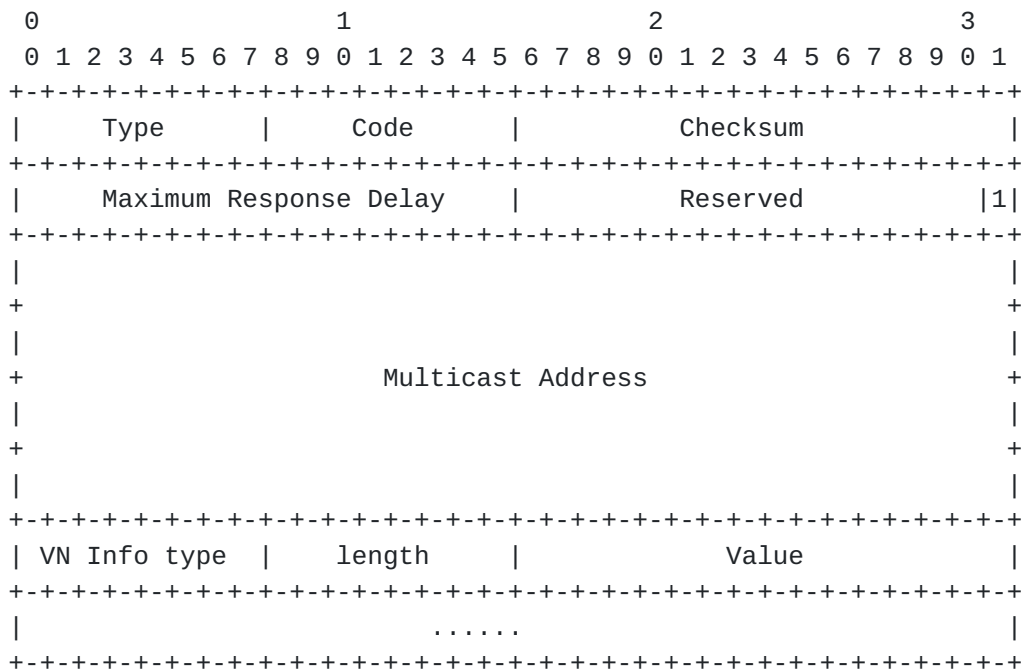 0                   1                   2                   3
 0 1 2 3 4 5 6 7 8 9 0 1 2 3 4 5 6 7 8 9 0 1 2 3 4 5 6 7 8 9 0 1
+-+-+-+-+-+-+-+-+-+-+-+-+-+-+-+-+-+-+-+-+-+-+-+-+-+-+-+-+-+-+-+-+
|     Type      |     Code      |          Checksum             |
+-+-+-+-+-+-+-+-+-+-+-+-+-+-+-+-+-+-+-+-+-+-+-+-+-+-+-+-+-+-+-+-+
|     Maximum Response Delay    |          Reserved           |1|
+-+-+-+-+-+-+-+-+-+-+-+-+-+-+-+-+-+-+-+-+-+-+-+-+-+-+-+-+-+-+-+-+
|                                                               |
+                                                               +
|                                                               |
+                       Multicast Address                       +
|                                                               |
+                                                               +
|                                                               |
+-+-+-+-+-+-+-+-+-+-+-+-+-+-+-+-+-+-+-+-+-+-+-+-+-+-+-+-+-+-+-+-+
| VN Info type  |    length     |             Value             |
+-+-+-+-+-+-+-+-+-+-+-+-+-+-+-+-+-+-+-+-+-+-+-+-+-+-+-+-+-+-+-+-+
|                          ......                               |
+-+-+-+-+-+-+-+-+-+-+-+-+-+-+-+-+-+-+-+-+-+-+-+-+-+-+-+-+-+-+-+-+